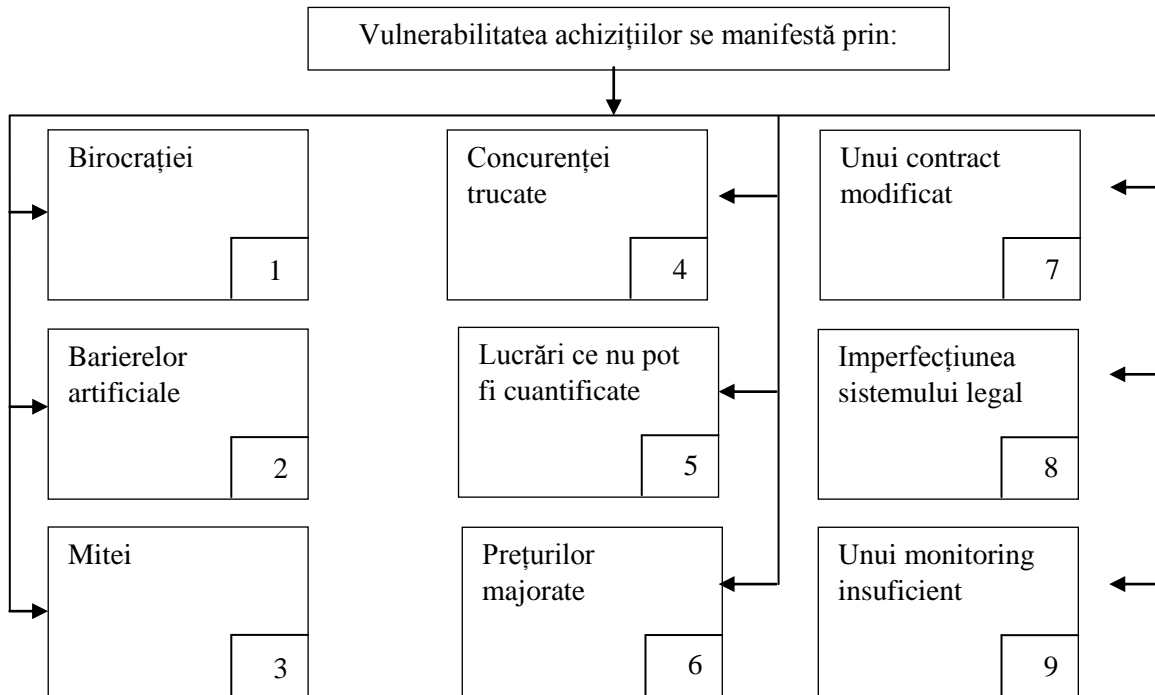 Vulnerabilitatea achizițiilor se manifestă prin:
Birocrației
1
Barierelor
artificiale
2
Mitei
3
Concurenței
trucate
4
Lucrări ce nu pot
fi cuantificate
5
Prețurilor
majorate
6
Unui contract
modificat
7
Imperfecțiunea
sistemului legal
8
Unui monitoring
insuficient
9